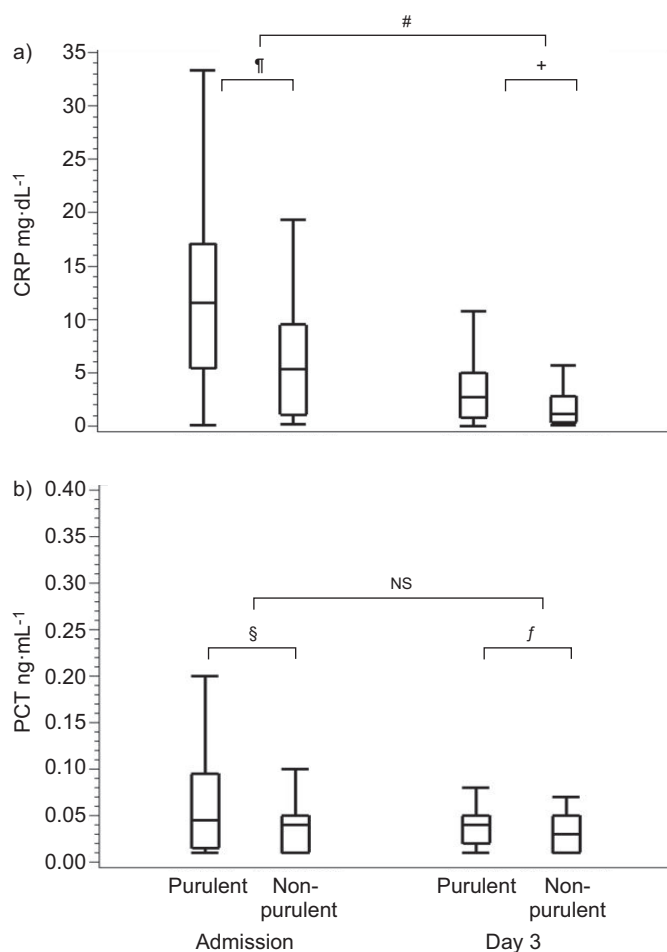 a)
#
¶
+
CRP mg·dL-1
35
30
25
20
15
10
5
0
b)
NS
§
ƒ
PCT ng·mL-1
0.40
0.35
0.30
0.25
0.20
0.15
0.10
0.05
0.00
Purulent
Non-
purulent
Purulent
Non-
purulent
Admission
Day 3